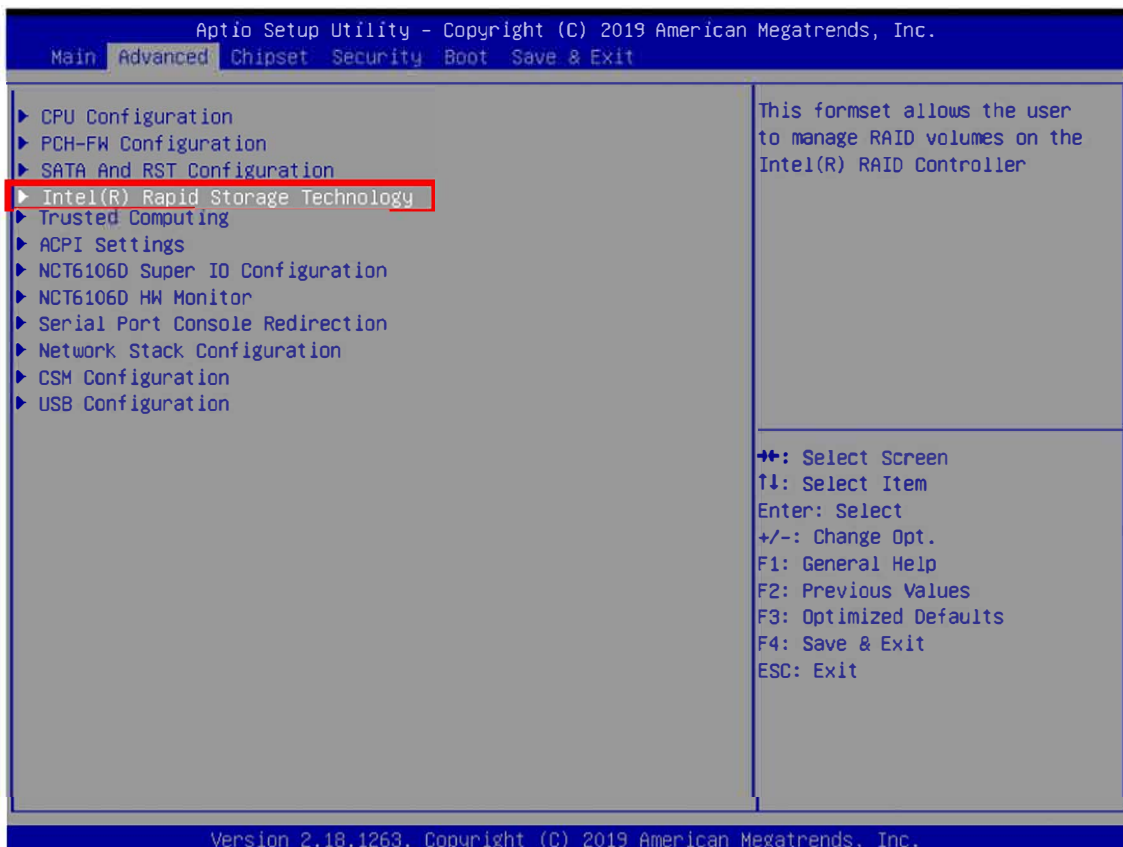 Aptio Setup Utility – Copyright (C) 2019 American Megatrends, Inc.
Main Advanced Chipset Security Boot Save & Exit
CPU Configuration
PCH-FW Configuration
SATA And RST Configuration
Intel(R) Rapid Storage Technology
Trusted Computing
ACPI Settings
NCT6106D Super IO Configuration
NCT6106D HW Monitor
Serial Port Console Redirection
Network Stack Configuration
CSM Configuration
USB Configuration
This formset allows the user
to manage RAID volumes on the
Intel(R) RAID Controller
→←: Select Screen
↑↓: Select Item
Enter: Select
+/-: Change Opt.
F1: General Help
F2: Previous Values
F3: Optimized Defaults
F4: Save & Exit
ESC: Exit
Version 2.18.1263. Copyright (C) 2019 American Megatrends, Inc.